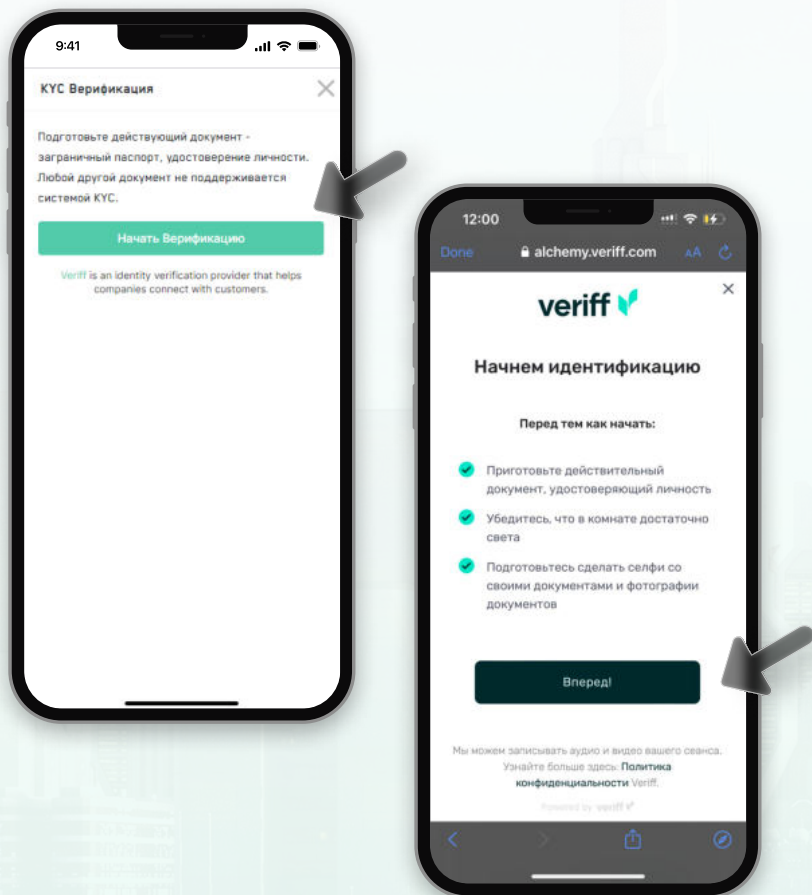 9:41
KYC Верификация
Подготовьте действующий документ -
заграничный паспорт, удостоверение личности.
Любой другой документ не поддерживается
системой KYC.
Начать Верификацию
Veriff is an identity verification provider that helps
companies connect with customers.
12:00
Done
alchemy.veriff.com
AA
veriff
Начнем идентификацию
Перед тем как начать:
Приготовьте действительный
документ, удостоверяющий личность
Убедитесь, что в комнате достаточно
света
Подготовьтесь сделать селфи со
своими документами и фотографии
документов
Вперед!
Мы можем записывать аудио и видео вашего сеанса.
Узнайте больше здесь: Политика
конфиденциальности Veriff.
Powered by veriff